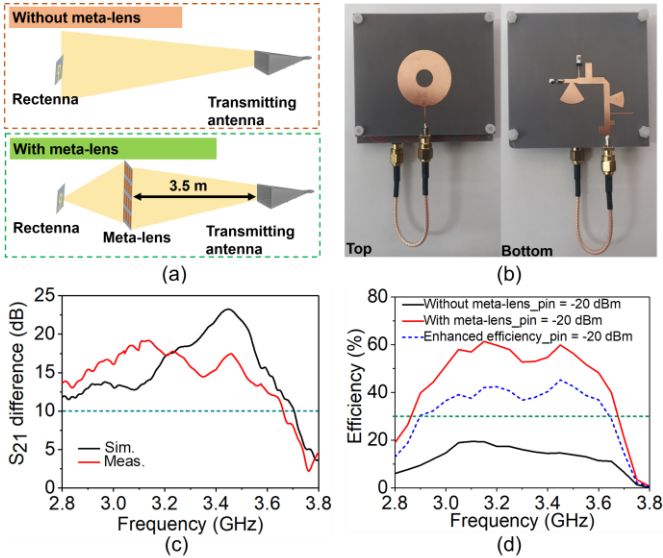 Without meta-lens
Rectenna
Transmitting
antenna
With meta-lens
3.5 m
Rectenna
Meta-lens
Transmitting
antenna
(a)
Top
Bottom
(b)
25
20
15
10
5
0
S21 difference (dB)
Sim.
Meas.
2.8 3.0 3.2 3.4 3.6 3.8
Frequency (GHz)
(c)
80
60
40
20
0
Efficiency (%)
Without meta-lens_pin = -20 dBm
With meta-lens_pin = -20 dBm
Enhanced efficiency_pin = -20 dBm
2.8 3.0 3.2 3.4 3.6 3.8
Frequency (GHz)
(d)